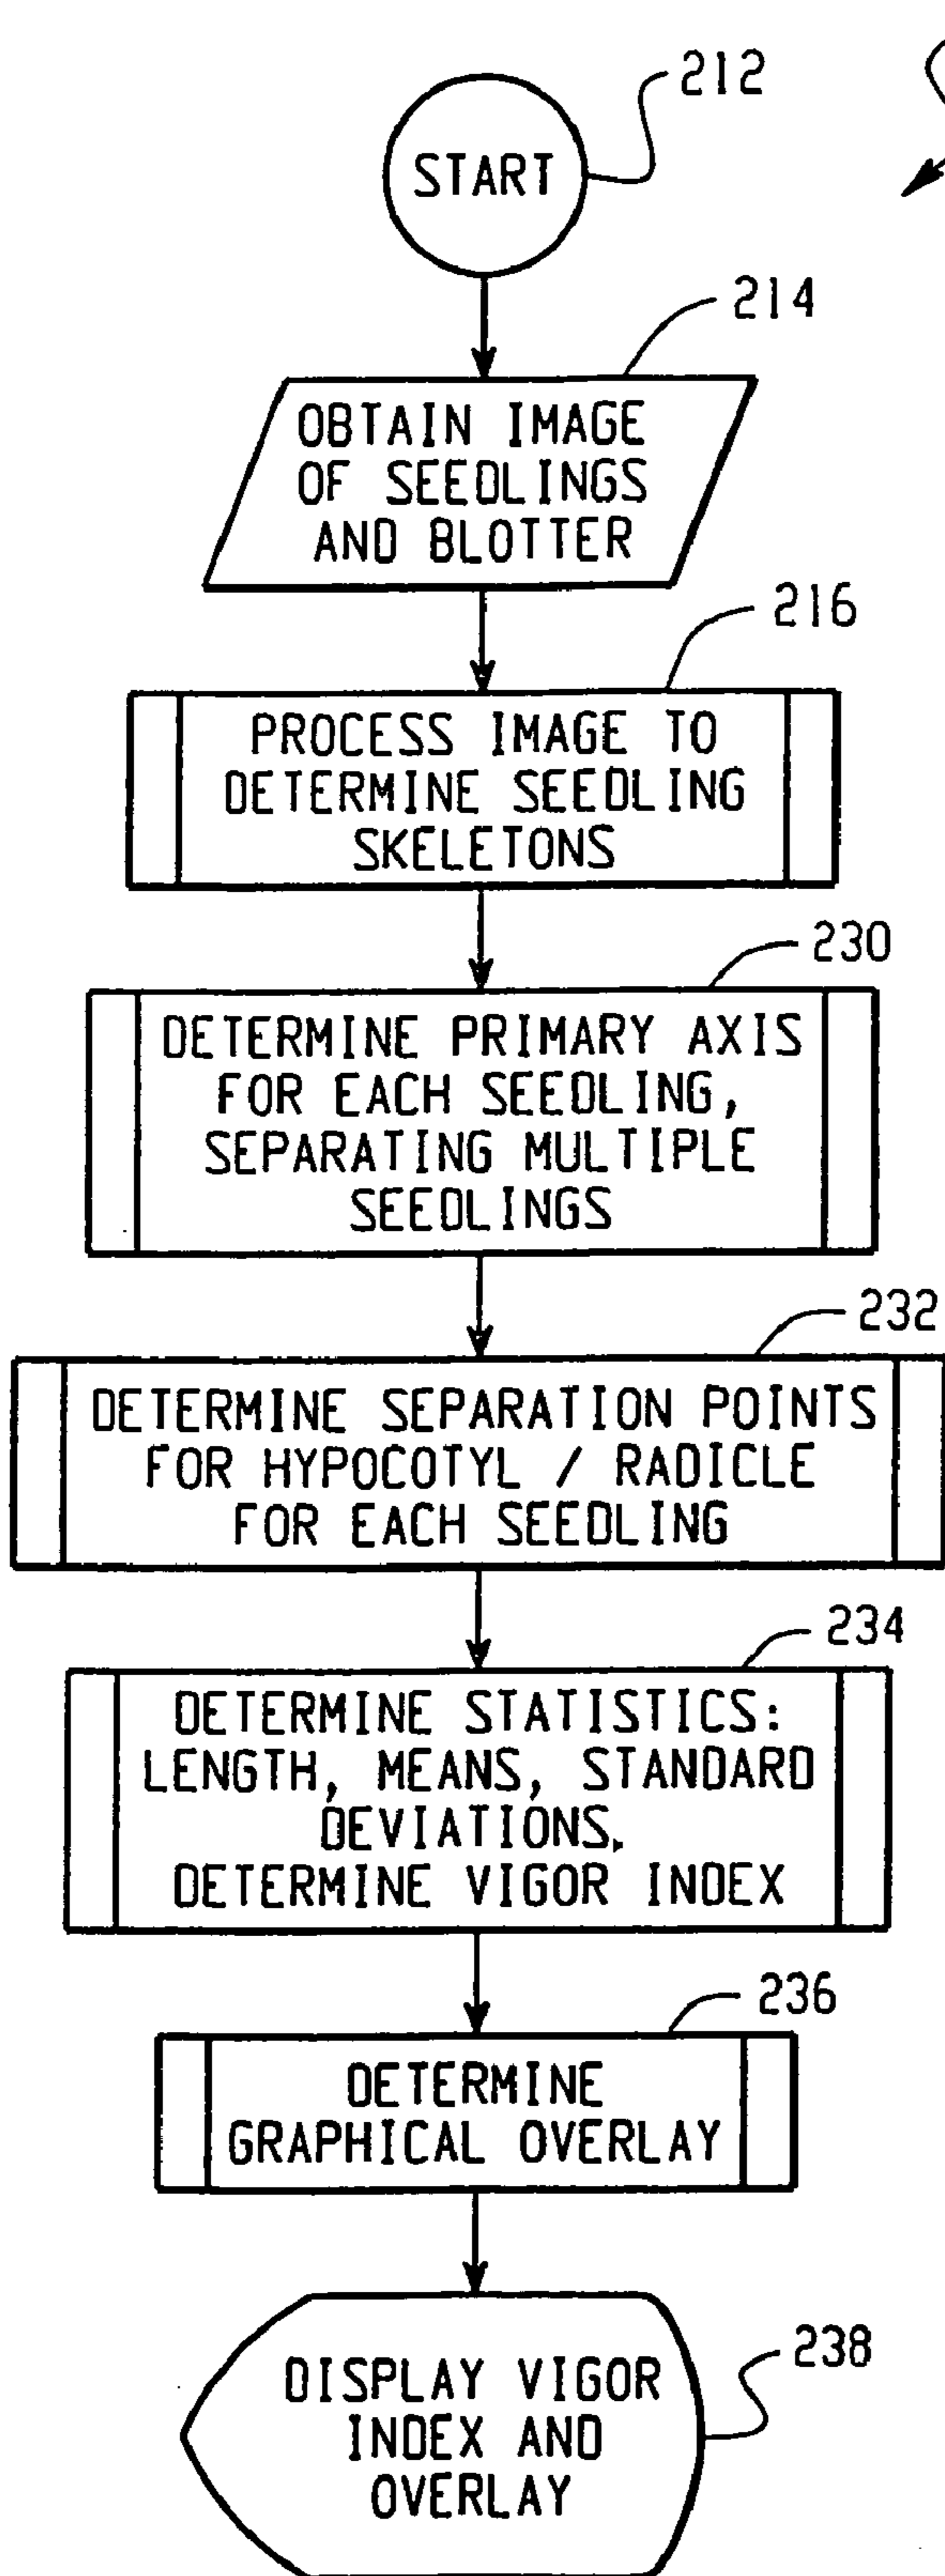 212
START
214
OBTAIN IMAGE
OF SEEDLINGS
AND BLOTTER
216
PROCESS IMAGE TO
DETERMINE SEEDLING
SKELETONS
230
DETERMINE PRIMARY AXIS
FOR EACH SEEDLING,
SEPARATING MULTIPLE
SEEDLINGS
232
DETERMINE SEPARATION POINTS
FOR HYPOCOTYL / RADICLE
FOR EACH SEEDLING
234
DETERMINE STATISTICS:
LENGTH, MEANS, STANDARD
DEVIATIONS.
DETERMINE VIGOR INDEX
236
DETERMINE
GRAPHICAL OVERLAY
238
DISPLAY VIGOR
INDEX AND
OVERLAY